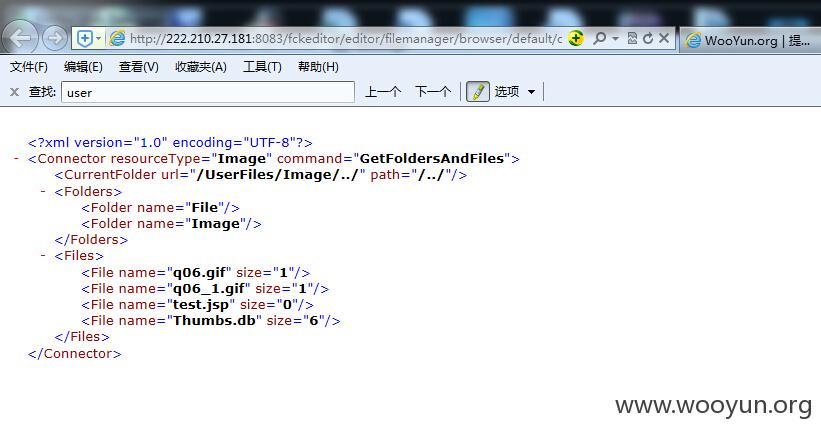 http://222.210.27.181:8083/fckeditor/editor/filemanager/browser/default/c
WooYun.org | 提...
文件(F) 编辑(E) 查看(V) 收藏夹(A) 工具(T) 帮助(H)
x 查找: user 上一个 下一个 选项
<?xml version="1.0" encoding="UTF-8"?>
- <Connector resourceType="Image" command="GetFoldersAndFiles">
<CurrentFolder url="/UserFiles/Image/../" path="/../"/>
- <Folders>
<Folder name="File"/>
<Folder name="Image"/>
</Folders>
- <Files>
<File name="q06.gif" size="1"/>
<File name="q06_1.gif" size="1"/>
<File name="test.jsp" size="0"/>
<File name="Thumbs.db" size="6"/>
</Files>
</Connector>
www.wooyun.org